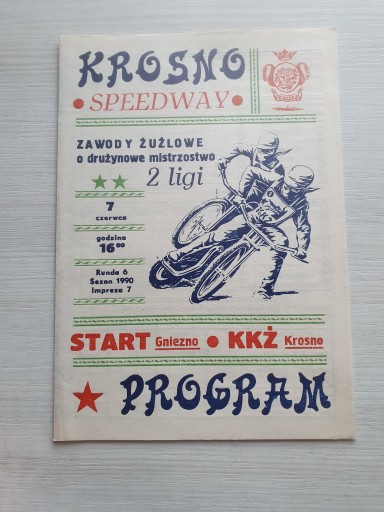 KROSNO
• SPEEDWAY •
ZAWODY ŻUŻLOWE
o drużynowe mistrzostwo
2 ligi
7
czerwca
godzina
16⁰⁰
Runda 6
Sezon 1990
Impreza 7
START Gniezno • KKŻ Krosno
PROGRAM